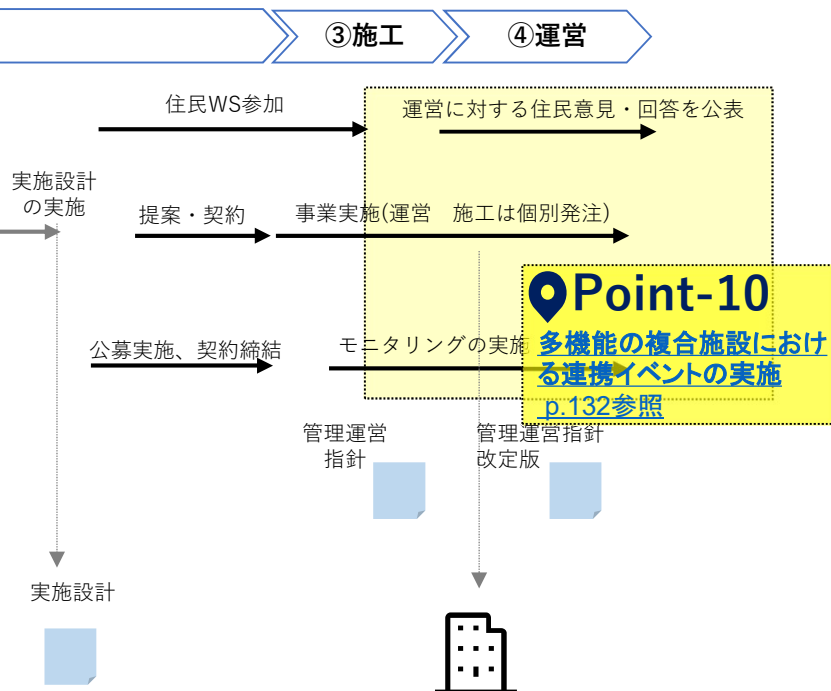 ③施工
④運営
住民WS参加
運営に対する住民意見・回答を公表
実施設計
の実施
提案・契約
事業実施(運営　施工は個別発注)
Point-10
多機能の複合施設におけ
る連携イベントの実施
p.132参照
公募実施、契約締結
モニタリングの実施
管理運営
指針
管理運営指針
改定版
実施設計